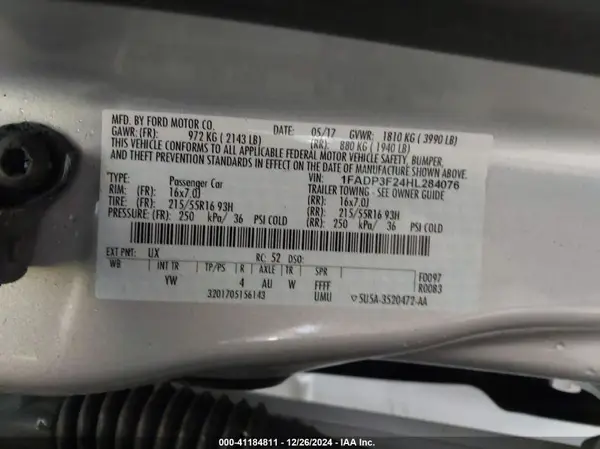 MFD. BY FORD MOTOR CO.
DATE: 05/17 GVWR: 1810 KG ( 3990 LB)
GAWR:(FR): 972 KG ( 2143 LB) (RR): 880 KG ( 1940 LB)
THIS VEHICLE CONFORMS TO ALL APPLICABLE FEDERAL MOTOR VEHICLE SAFETY, BUMPER,
AND THEFT PREVENTION STANDARDS IN EFFECT ON THE DATE OF MANUFACTURE SHOWN ABOVE.
VIN: 1FADP3F24HL284076
TYPE: Passenger Car TRAILER TOWING - SEE OWNER GUIDE
RIM: (FR): 16x7.0J (RR): 16x7.0J
TIRE: (FR): 215/55R16 93H (RR): 215/55R16 93H
PRESSURE: (FR): 250 kPa/ 36 PSI COLD (RR): 250 kPa/ 36 PSI COLD
EXT PNT: UX RC: 52 DSO:
WB INT TR TP/PS R AXLE TR SPR F0097
YW 4 AU W FFFF R0083
3201705156143 UMU ▽ 5U5A-3520472-AA
000-41184811 - 12/26/2024 - IAA Inc.